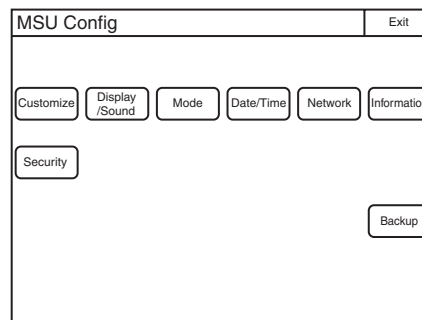 MSU Config Exit
Customize Display /Sound Mode Date/Time Network Informatio
Security
Backup